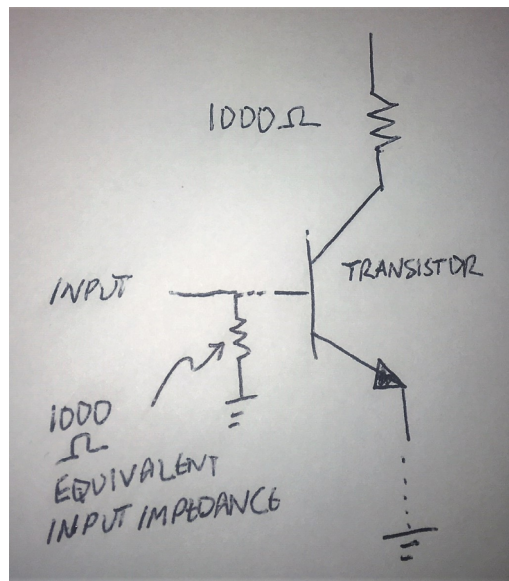 1000Ω
TRANSISTOR
INPUT
1000
Ω
EQUIVALENT
INPUT IMPEDANCE